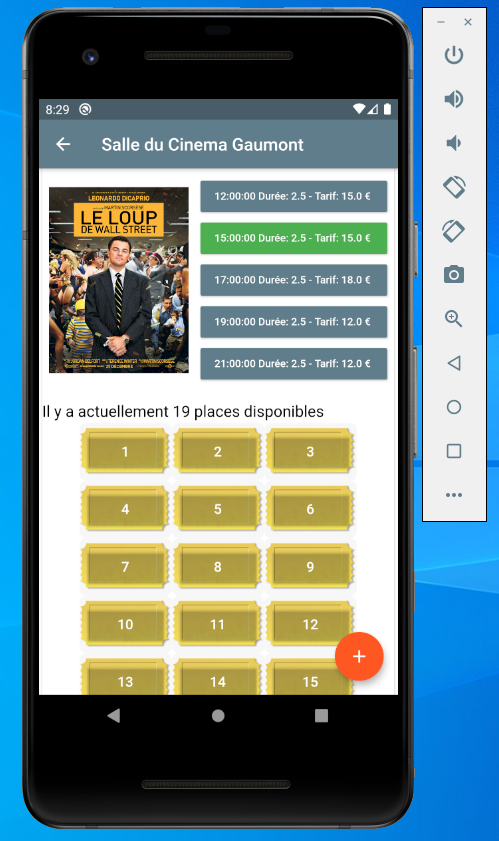 8:29
Salle du Cinema Gaumont
LEONARDO DICAPRIO
LE LOUP
DE WALL STREET
12:00:00 Durée: 2.5 - Tarif: 15.0 €
15:00:00 Durée: 2.5 - Tarif: 15.0 €
17:00:00 Durée: 2.5 - Tarif: 18.0 €
19:00:00 Durée: 2.5 - Tarif: 12.0 €
21:00:00 Durée: 2.5 - Tarif: 12.0 €
Il y a actuellement 19 places disponibles
1 2 3
4 5 6
7 8 9
10 11 12
13 14 15